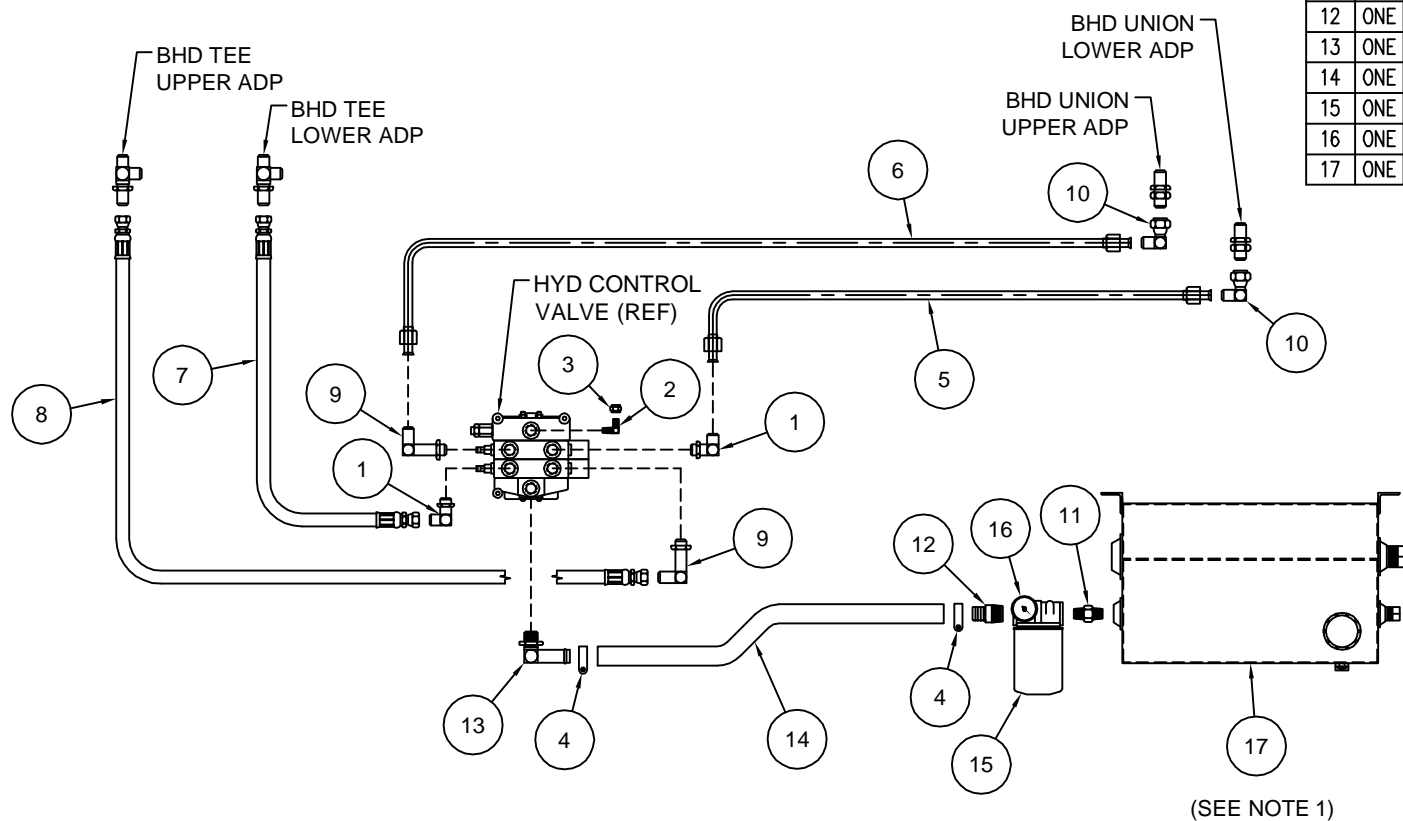 12 ONE
13 ONE
14 ONE
15 ONE
16 ONE
17 ONE
BHD UNION
LOWER ADP
BHD TEE
UPPER ADP
BHD UNION
UPPER ADP
BHD TEE
LOWER ADP
6
10
HYD CONTROL
VALVE (REF)
10
3
2
5
7
9
8
1
1
9
12
16
11
4
13
4
14
15
17
(SEE NOTE 1)